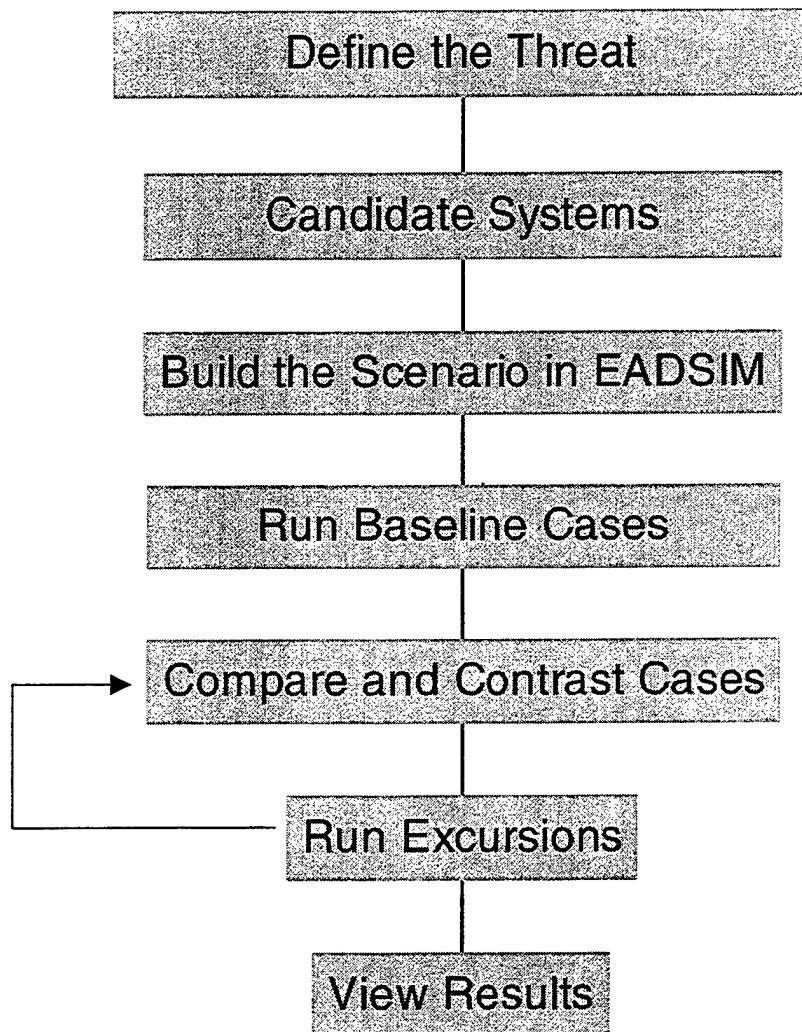 Define the Threat
Candidate Systems
Build the Scenario in EADSIM
Run Baseline Cases
Compare and Contrast Cases
Run Excursions
View Results